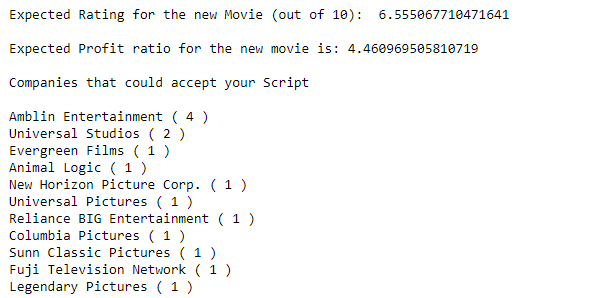 Expected Rating for the new Movie (out of 10):  6.555067710471641
Expected Profit ratio for the new movie is: 4.460969505810719
Companies that could accept your Script
Amblin Entertainment ( 4 )
Universal Studios ( 2 )
Evergreen Films ( 1 )
Animal Logic ( 1 )
New Horizon Picture Corp. ( 1 )
Universal Pictures ( 1 )
Reliance BIG Entertainment ( 1 )
Columbia Pictures ( 1 )
Sunn Classic Pictures ( 1 )
Fuji Television Network ( 1 )
Legendary Pictures ( 1 )